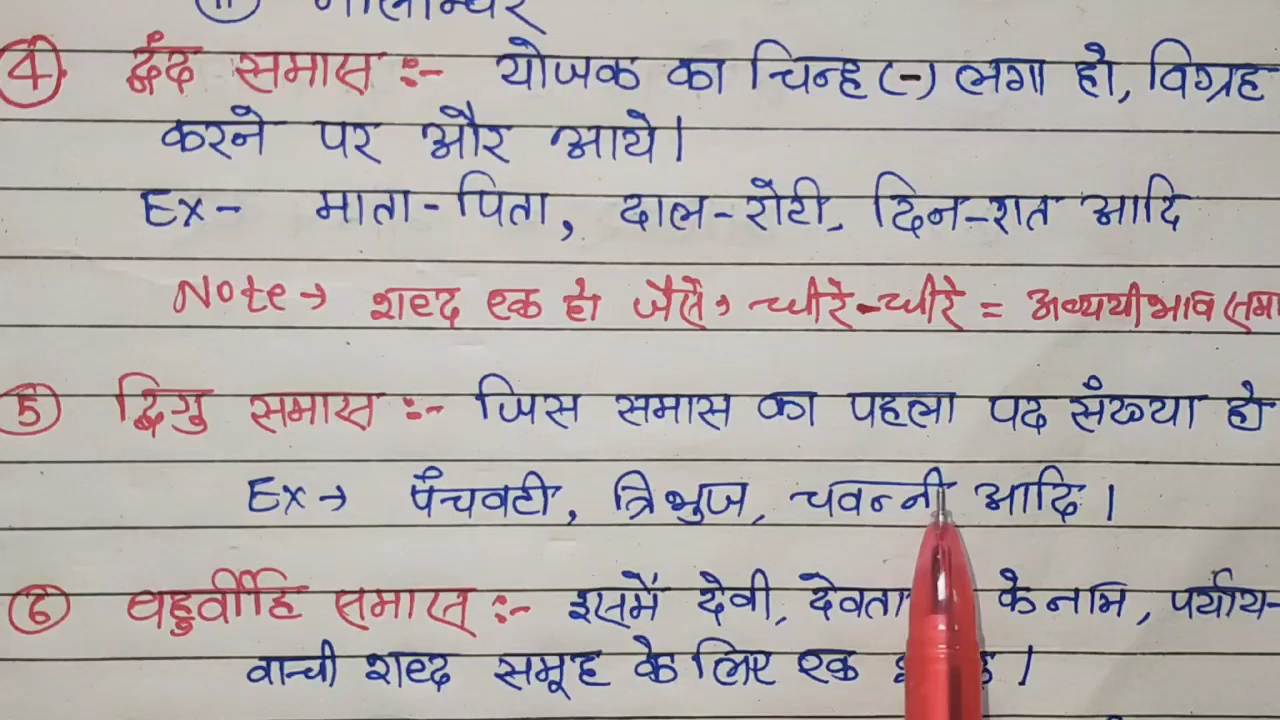 ④ द्वंद समास :- योजक का चिन्ह (-) लगा हो, विग्रह
करने पर और आये।
Ex- माता-पिता, दाल-रोटी, दिन-रात आदि
Note→ शब्द एक हो जैसे, धीरे-धीरे = अव्ययीभाव समा
⑤ द्विगु समास :- जिस समास का पहला पद संख्या हो
Ex→ पंचवटी, त्रिभुज, चवन्नी आदि।
⑥ बहुव्रीहि समास :- इसमें देवी, देवता के नाम, पर्याय-
वाची शब्द समूह के लिए एक ।